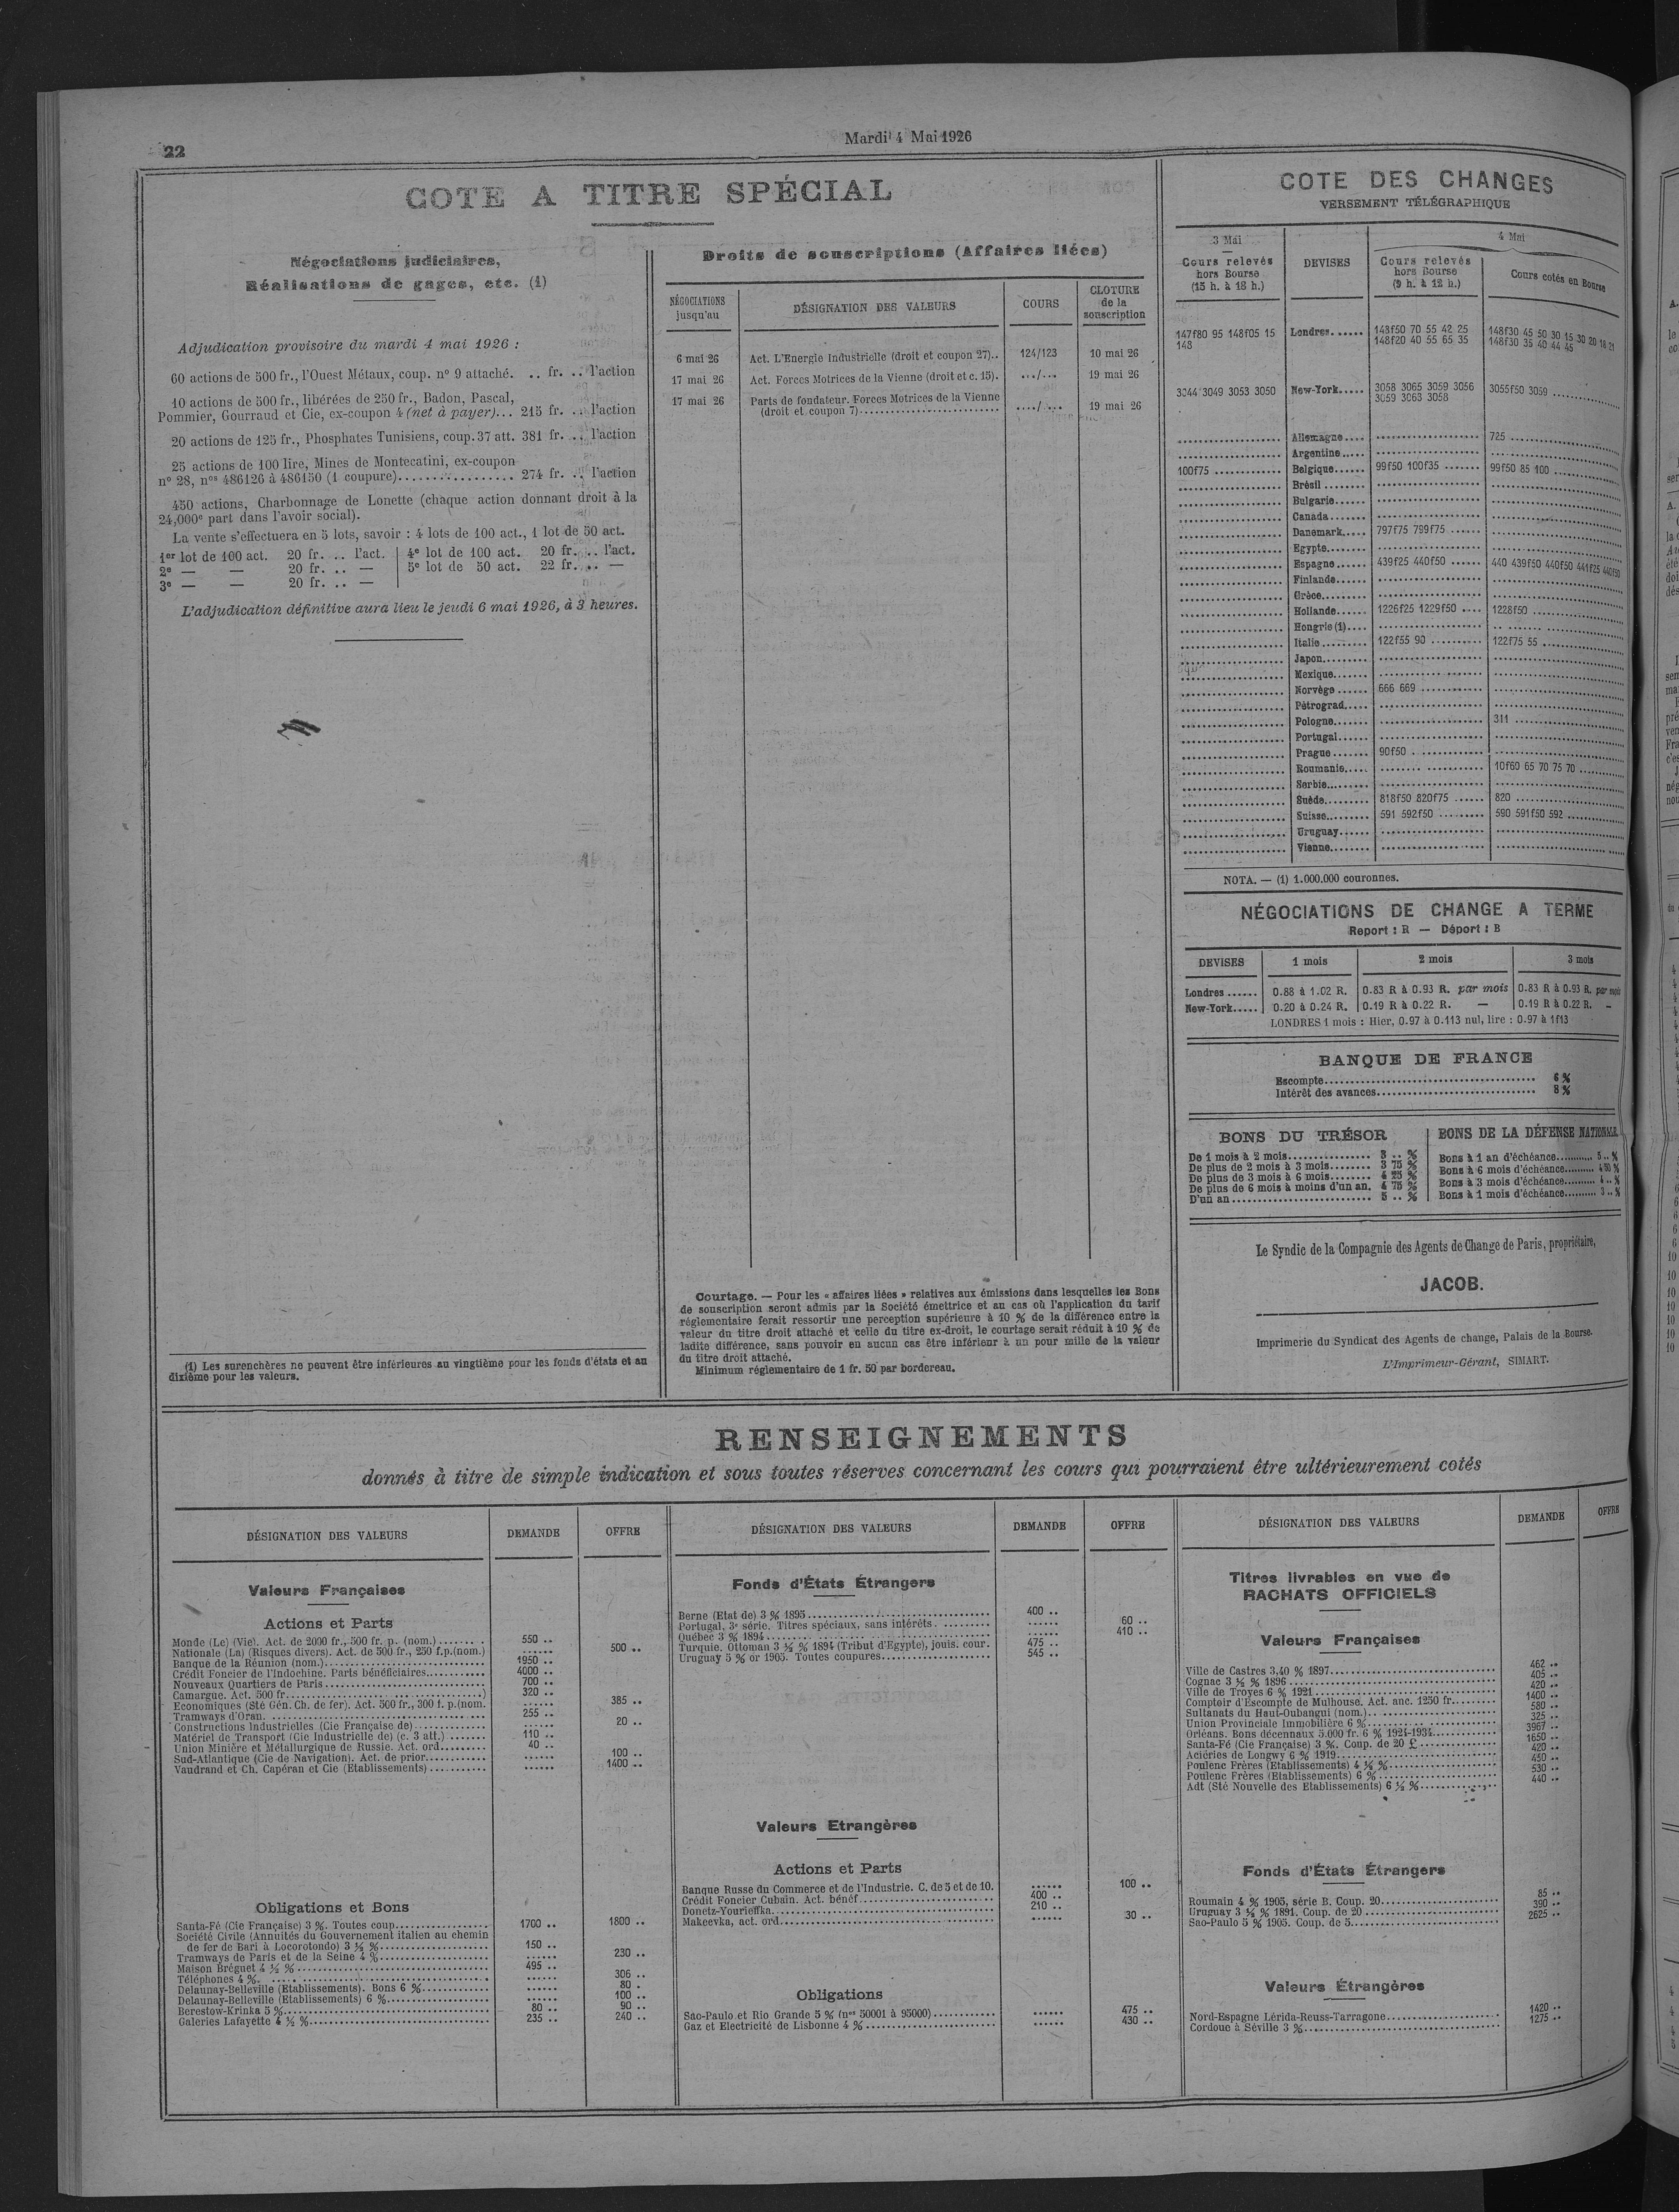 22
Mardi 4 Mai 1926
COTE A TITRE SPÉCIAL
Négociations judiciaires,
Réalisations de gages, etc. (1)
Adjudication provisoire du mardi 4 mai 1926 :
60 actions de 500 fr., l'Ouest Métaux, coup. nº 9 attaché. .. fr. .. l'action
10 actions de 500 fr., libérées de 250 fr., Badon, Pascal,
Pommier, Gourraud et Cie, ex-coupon 4 (net à payer)... 215 fr. .. l'action
20 actions de 125 fr., Phosphates Tunisiens, coup. 37 att. 381 fr. .. l'action
25 actions de 100 lire, Mines de Montecatini, ex-coupon
nº 28, nos 486126 à 486150 (1 coupure)................ 274 fr. .. l'action
450 actions, Charbonnage de Lonette (chaque action donnant droit à la
24,000e part dans l'avoir social).
La vente s'effectuera en 5 lots, savoir : 4 lots de 100 act., 1 lot de 50 act.
1er lot de 100 act. 20 fr. .. l'act. | 4e lot de 100 act. 20 fr. .. l'act.
2e — — 20 fr. .. — | 5e lot de 50 act. 22 fr. .. —
3e — — 20 fr. .. —
L'adjudication définitive aura lieu le jeudi 6 mai 1926, à 3 heures.
(1) Les surenchères ne peuvent être inférieures au vingtième pour les fonds d'états et au
dixième pour les valeurs.
Droits de souscriptions (Affaires liées)
NÉGOCIATIONS jusqu'au | DÉSIGNATION DES VALEURS | COURS | CLOTURE de la souscription
6 mai 26 Act. L'Energie Industrielle (droit et coupon 27).. 124/123 10 mai 26
17 mai 26 Act. Forces Motrices de la Vienne (droit et c. 15). .../... 19 mai 26
17 mai 26 Parts de fondateur. Forces Motrices de la Vienne
(droit et coupon 7)........................... ..../... 19 mai 26
Courtage. — Pour les « affaires liées » relatives aux émissions dans lesquelles les Bons
de souscription seront admis par la Société émettrice et au cas où l'application du tarif
réglementaire ferait ressortir une perception supérieure à 10 % de la différence entre la
valeur du titre droit attaché et celle du titre ex-droit, le courtage serait réduit à 10 % de
ladite différence, sans pouvoir en aucun cas être inférieur à un pour mille de la valeur
du titre droit attaché.
Minimum réglementaire de 1 fr. 50 par bordereau.
COTE DES CHANGES
VERSEMENT TÉLÉGRAPHIQUE
3 Mai
Cours relevés
hors Bourse
(15 h. à 18 h.)
DEVISES
4 Mai
Cours relevés
hors Bourse
(9 h. à 12 h.)
Cours cotés en Bourse
147f80 95 148f05 15 Londres...... 148f50 70 55 42 25 148f30 45 50 30 15 30 20 18 21
148 148f20 40 55 65 35 148f30 35 40 44 45
3044 3049 3053 3050 New-York..... 3058 3065 3059 3056 3055f50 3059
3059 3063 3058
Allemagne.... 725
Argentine.....
100f75 Belgique...... 99f50 100f35 99f50 85 100
Brésil........
Bulgarie......
Canada.......
Danemark..... 797f75 799f75
Egypte.......
Espagne...... 439f25 440f50 440 439f50 440f50 441f25 440f50
Finlande......
Grèce........
Hollande...... 1226f25 1229f50 1228f50
Hongrie (1)....
Italie......... 122f55 90 122f75 55
Japon........
Mexique......
Norvège...... 666 669
Pétrograd.....
Pologne....... 311
Portugal......
Prague....... 90f50
Roumanie..... 10f60 65 70 75 70
Serbie........
Suède........ 818f50 820f75 820
Suisse........ 591 592f50 590 591f50 592
Uruguay......
Vienne........
NOTA. — (1) 1.000.000 couronnes.
NÉGOCIATIONS DE CHANGE A TERME
Report : R — Déport : B
DEVISES | 1 mois | 2 mois | 3 mois
Londres...... 0.88 à 1.02 R. 0.83 R à 0.93 R. par mois 0.83 R à 0.93 R. par mois
New-York..... 0.20 à 0.24 R. 0.19 R à 0.22 R. — 0.19 R à 0.22 R. —
LONDRES 1 mois : Hier, 0.97 à 0.113 nul, lire : 0.97 à 1f13
BANQUE DE FRANCE
Escompte........................ 6 %
Intérêt des avances................. 8 %
BONS DU TRÉSOR
De 1 mois à 2 mois............... 3 .. %
De plus de 2 mois à 3 mois........ 3 75 %
De plus de 3 mois à 6 mois........ 4 25 %
De plus de 6 mois à moins d'un an. 4 75 %
D'un an......................... 5 .. %
BONS DE LA DÉFENSE NATIONALE
Bons à 1 an d'échéance........... 5 .. %
Bons à 6 mois d'échéance......... 4 50 %
Bons à 3 mois d'échéance......... 4 .. %
Bons à 1 mois d'échéance......... 3 .. %
Le Syndic de la Compagnie des Agents de Change de Paris, propriétaire,
JACOB.
Imprimerie du Syndicat des Agents de change, Palais de la Bourse.
L'Imprimeur-Gérant, SIMART.
RENSEIGNEMENTS
donnés à titre de simple indication et sous toutes réserves concernant les cours qui pourraient être ultérieurement cotés
DÉSIGNATION DES VALEURS | DEMANDE | OFFRE
Valeurs Françaises
Actions et Parts
Monde (Le) (Vie). Act. de 2000 fr., 500 fr. p. (nom.)........ 550 ..
Nationale (La) (Risques divers). Act. de 500 fr., 250 f.p.(nom.) ...... 500 ..
Banque de la Réunion (nom.)............ 1950 ..
Crédit Foncier de l'Indochine. Parts bénéficiaires........... 4000 ..
Nouveaux Quartiers de Paris............ 700 ..
Camargue. Act. 500 fr............ 320 ..
Economiques (Sté Gén. Ch. de fer). Act. 500 fr., 300 f. p.(nom. ...... 385 ..
Tramways d'Oran............ 255 ..
Constructions Industrielles (Cie Française de)............ ...... 20 ..
Matériel de Transport (Cie Industrielle de) (c. 3 att.)....... 110 ..
Union Minière et Métallurgique de Russie. Act. ord........ 40 ..
Sud-Atlantique (Cie de Navigation). Act. de prior........... ...... 100 ..
Vaudrand et Ch. Capéran et Cie (Etablissements)........... ...... 1400 ..
Obligations et Bons
Santa-Fé (Cie Française) 3 %. Toutes coup............ 1700 .. 1800 ..
Société Civile (Annuités du Gouvernement italien au chemin
de fer de Bari à Locorotondo) 3 ½ %............ 150 ..
Tramways de Paris et de la Seine 4 %............ ...... 230 ..
Maison Bréguet 4 ½ %............ 495 ..
Téléphones 4 %............ ...... 306 ..
Delaunay-Belleville (Etablissements). Bons 6 %............ ...... 80 .
Delaunay-Belleville (Etablissements) 6 %............ ...... 100 ..
Berestow-Krinka 5 %............ 80 .. 90 ..
Galeries Lafayette 4 ½ %............ 235 .. 240 ..
DÉSIGNATION DES VALEURS | DEMANDE | OFFRE
Fonds d'États Étrangers
Berne (Etat de) 3 % 1895............ 400 ..
Portugal, 3e série. Titres spéciaux, sans intérêts............ ...... 60 ..
Québec 3 % 1894............ ...... 410 ..
Turquie. Ottoman 3 ½ % 1894 (Tribut d'Egypte), jouis. cour. 475 ..
Uruguay 5 % or 1905. Toutes coupures............ 545 ..
Valeurs Etrangères
Actions et Parts
Banque Russe du Commerce et de l'Industrie. C. de 5 et de 10. ...... 100 ..
Crédit Foncier Cubain. Act. bénéf............ 400 ..
Donetz-Yourieffka............ 210 ..
Makeevka, act. ord............ ...... 30 ..
Obligations
Sao-Paulo et Rio Grande 5 % (nos 50001 à 95000)........... ...... 475 ..
Gaz et Electricité de Lisbonne 4 %............ ...... 430 ..
DÉSIGNATION DES VALEURS | DEMANDE | OFFRE
Titres livrables en vue de
RACHATS OFFICIELS
Valeurs Françaises
Ville de Castres 3,40 % 1897............ 462 ..
Cognac 3 ½ % 1896............ 405 ..
Ville de Troyes 6 % 1921............ 420 ..
Comptoir d'Escompte de Mulhouse. Act. anc. 1250 fr........ 1400 ..
Sultanats du Haut-Oubangui (nom.)............ 580 ..
Union Provinciale Immobilière 6 %............ 325 ..
Orléans. Bons décennaux 5.000 fr. 6 % 1924-1934............ 3967 ..
Santa-Fé (Cie Française) 3 %. Coup. de 20 £............ 1650 ..
Aciéries de Longwy 6 % 1919............ 420 ..
Poulenc Frères (Etablissements) 4 ½ %............ 450 ..
Poulenc Frères (Etablissements) 6 %............ 530 ..
Adt (Sté Nouvelle des Etablissements) 6 ½ %............ 440 ..
Fonds d'États Étrangers
Roumain 4 % 1905, série B. Coup. 20............ 85 ..
Uruguay 3 ½ % 1891. Coup. de 20............ 390 ..
Sao-Paulo 5 % 1905. Coup. de 5............ 2625 ..
Valeurs Étrangères
Nord-Espagne Lérida-Reuss-Tarragone............ 1420 ..
Cordoue à Séville 3 %............ 1275 ..